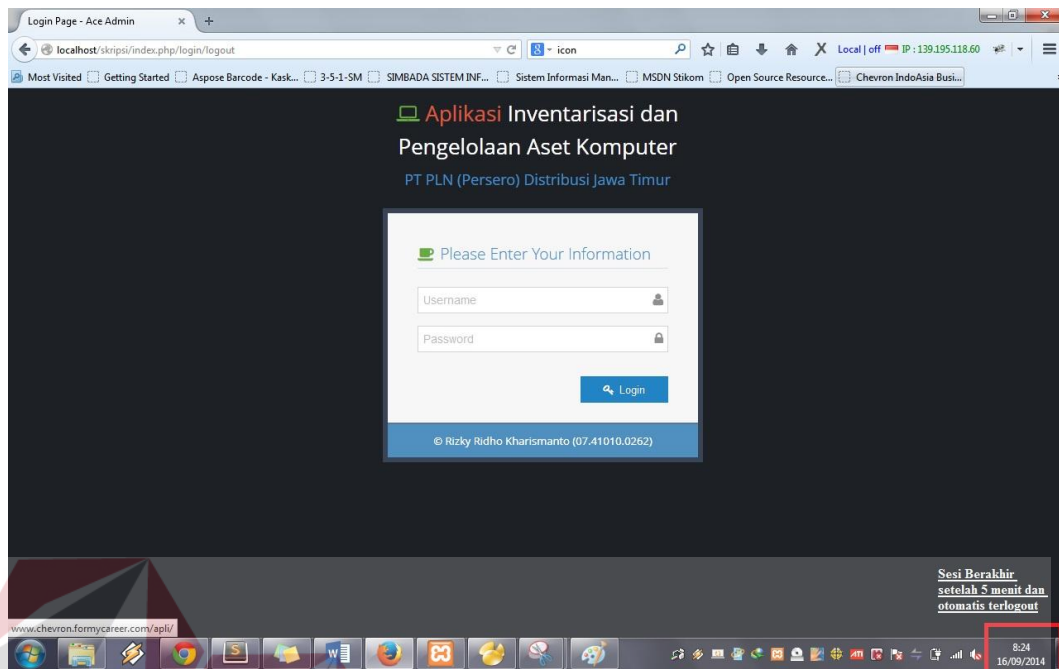 Login Page - Ace Admin
localhost/skripsi/index.php/login/logout
icon
Local | off IP : 139.195.118.60
Most Visited Getting Started Aspose Barcode - Kask... 3-5-1-SM SIMBADA SISTEM INF... Sistem Informasi Man... MSDN Stikom Open Source Resource... Chevron IndoAsia Busi...
Aplikasi Inventarisasi dan
Pengelolaan Aset Komputer
PT PLN (Persero) Distribusi Jawa Timur
Please Enter Your Information
Username
Password
Login
© Rizky Ridho Kharismanto (07.41010.0262)
Sesi Berakhir
setelah 5 menit dan
otomatis terlogout
www.chevron.formycareer.com/apli/
8:24
16/09/2014